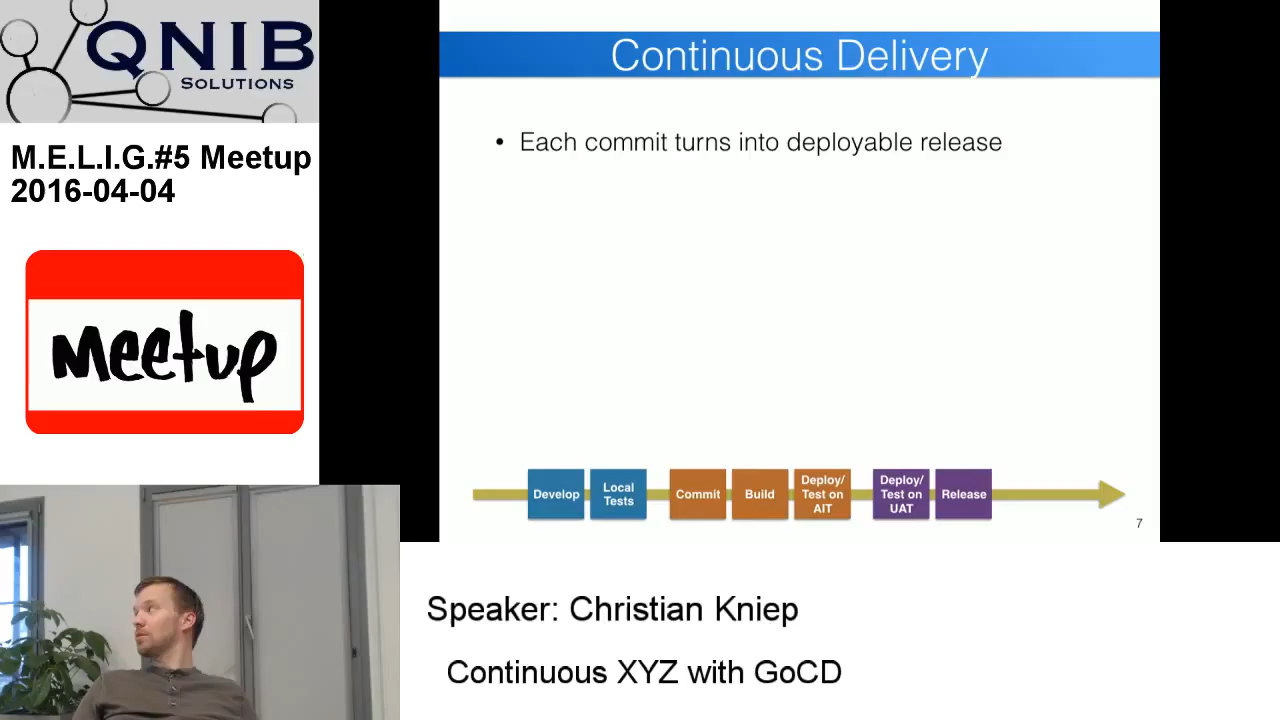 QNIB
SOLUTIONS
M.E.L.I.G.#5 Meetup
2016-04-04
Meetup
Continuous Delivery
• Each commit turns into deployable release
Develop
Local
Tests
Commit
Build
Deploy/
Test on
AIT
Deploy/
Test on
UAT
Release
7
Speaker: Christian Kniep
Continuous XYZ with GoCD